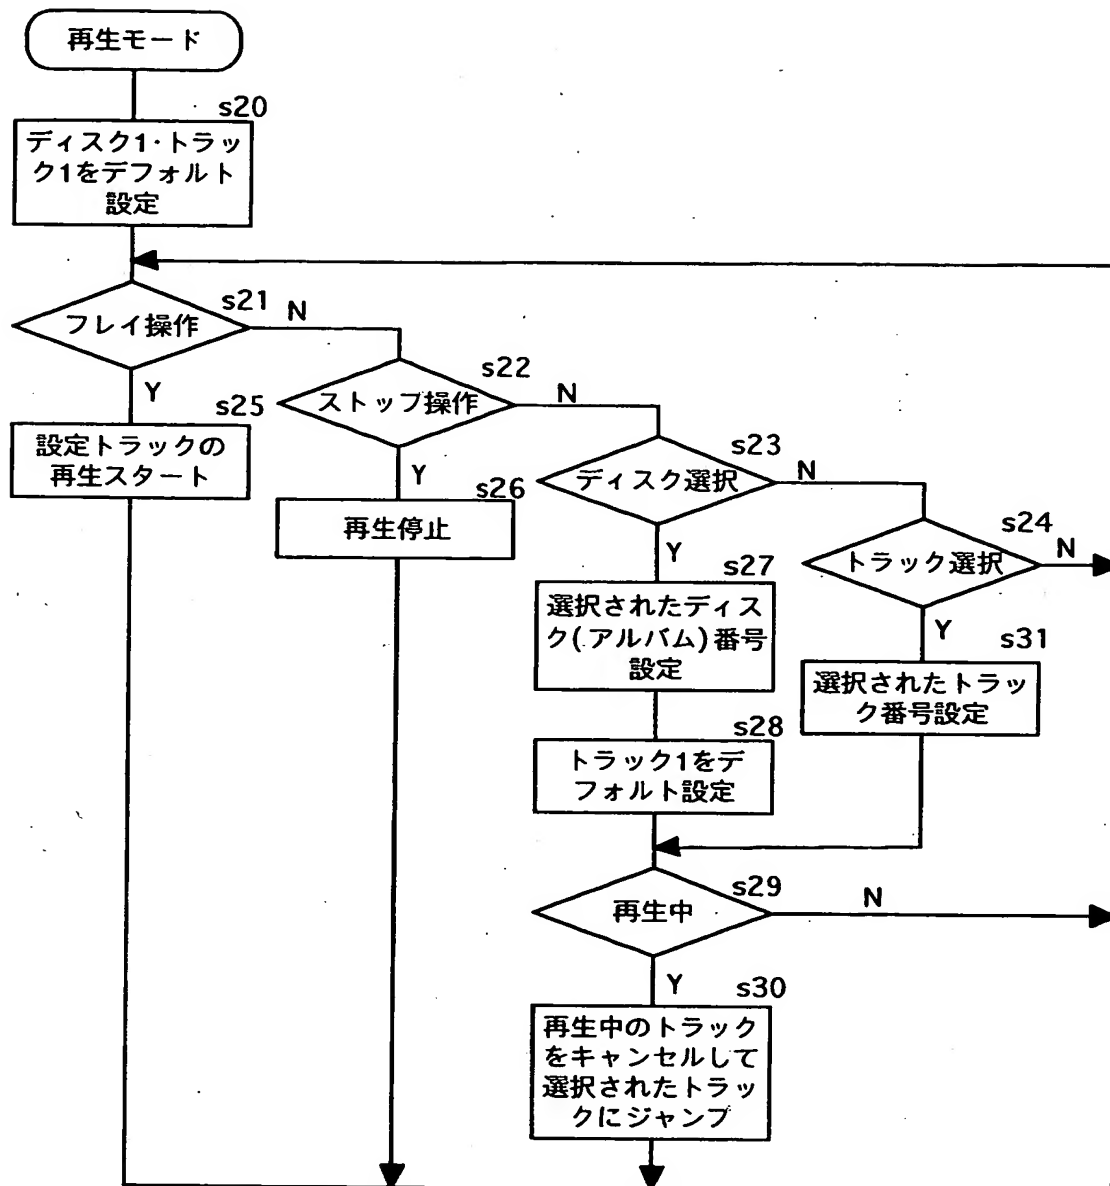 再生モード
s20
ディスク1・トラッ
ク1をデフォルト
設定
s21
フレイ操作
N
Y
s22
ストップ操作
N
Y
s25
設定トラックの
再生スタート
s23
ディスク選択
N
Y
s26
再生停止
s24
トラック選択
N
Y
s27
選択されたディス
ク(アルバム)番号
設定
s31
選択されたトラッ
ク番号設定
s28
トラック1をデ
フォルト設定
s29
再生中
N
Y
s30
再生中のトラック
をキャンセルして
選択されたトラッ
クにジャンプ